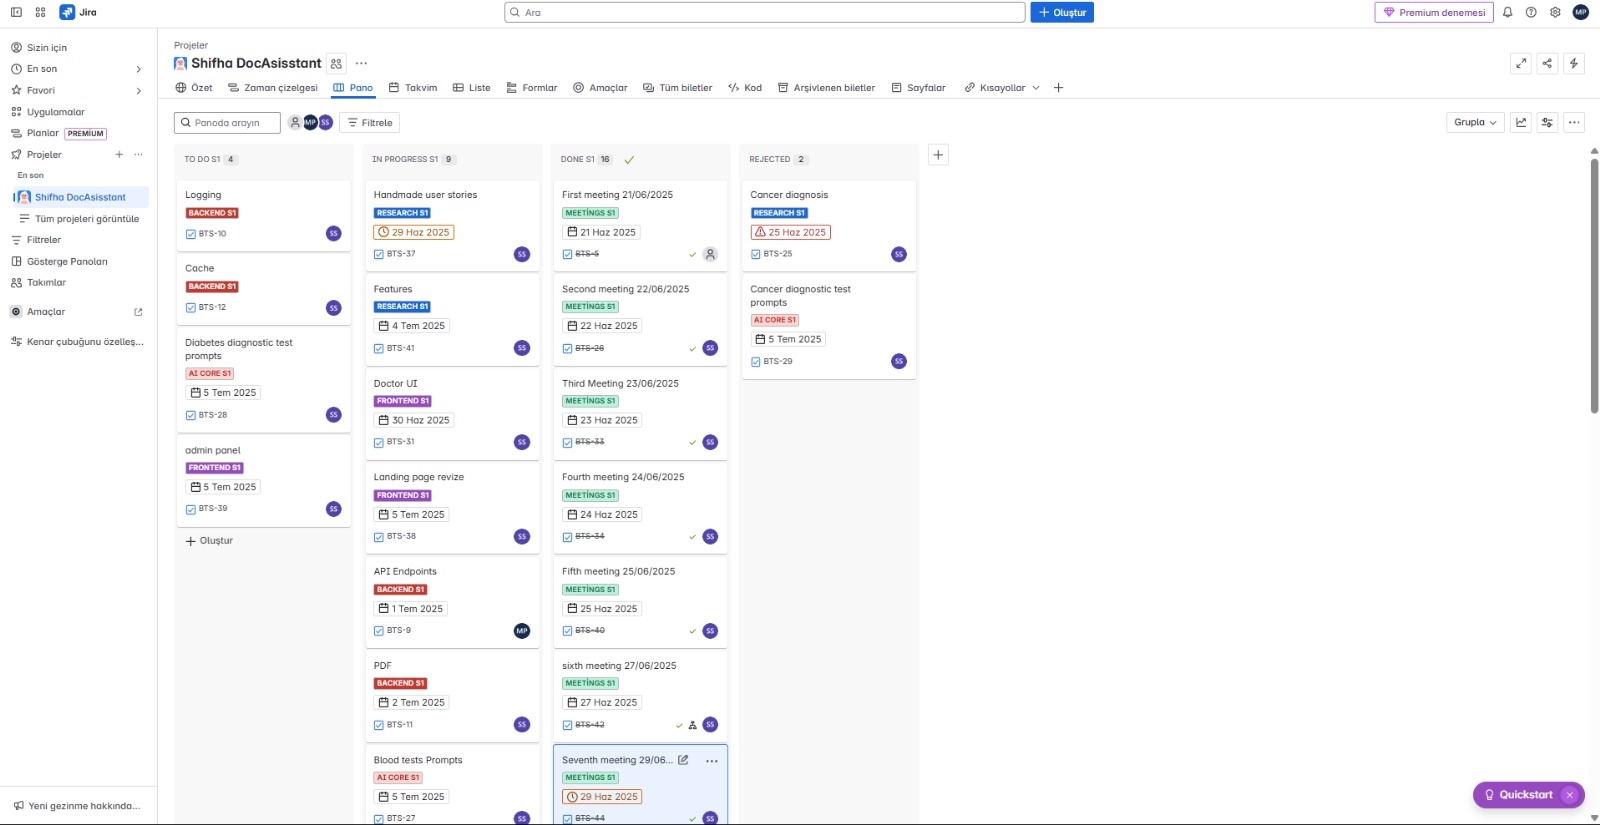 Jira
Ara
Oluştur
Premium denemesi
MP
Sizin için
En son
Favori
Uygulamalar
Planlar PREMIUM
Projeler
En son
Shifha DocAsisstant
Tüm projeleri görüntüle
Filtreler
Gösterge Panoları
Takımlar
Amaçlar
Kenar çubuğunu özelleş...
Yeni gezinme hakkında...
Projeler
Shifha DocAsisstant
Özet
Zaman çizelgesi
Pano
Takvim
Liste
Formlar
Amaçlar
Tüm biletler
Kod
Arşivlenen biletler
Sayfalar
Kısayollar
Panoda arayın
MP
SS
Filtrele
Grupla
TO DO S1 4
Logging
BACKEND S1
BTS-10
SS
Cache
BACKEND S1
BTS-12
SS
Diabetes diagnostic test
prompts
AI CORE S1
5 Tem 2025
BTS-28
SS
admin panel
FRONTEND S1
5 Tem 2025
BTS-39
SS
Oluştur
IN PROGRESS S1 9
Handmade user stories
RESEARCH S1
29 Haz 2025
BTS-37
SS
Features
RESEARCH S1
4 Tem 2025
BTS-41
SS
Doctor UI
FRONTEND S1
30 Haz 2025
BTS-31
SS
Landing page revize
FRONTEND S1
5 Tem 2025
BTS-38
SS
API Endpoints
BACKEND S1
1 Tem 2025
BTS-9
MP
PDF
BACKEND S1
2 Tem 2025
BTS-11
SS
Blood tests Prompts
AI CORE S1
5 Tem 2025
BTS-27
SS
DONE S1 16
First meeting 21/06/2025
MEETİNGS S1
21 Haz 2025
BTS-5
Second meeting 22/06/2025
MEETİNGS S1
22 Haz 2025
BTS-26
SS
Third Meeting 23/06/2025
MEETİNGS S1
23 Haz 2025
BTS-33
SS
Fourth meeting 24/06/2025
MEETİNGS S1
24 Haz 2025
BTS-34
SS
Fifth meeting 25/06/2025
MEETİNGS S1
25 Haz 2025
BTS-40
SS
sixth meeting 27/06/2025
MEETİNGS S1
27 Haz 2025
BTS-42
SS
Seventh meeting 29/06...
MEETİNGS S1
29 Haz 2025
BTS-44
SS
REJECTED 2
Cancer diagnosis
RESEARCH S1
25 Haz 2025
BTS-25
SS
Cancer diagnostic test
prompts
AI CORE S1
5 Tem 2025
BTS-29
SS
Quickstart